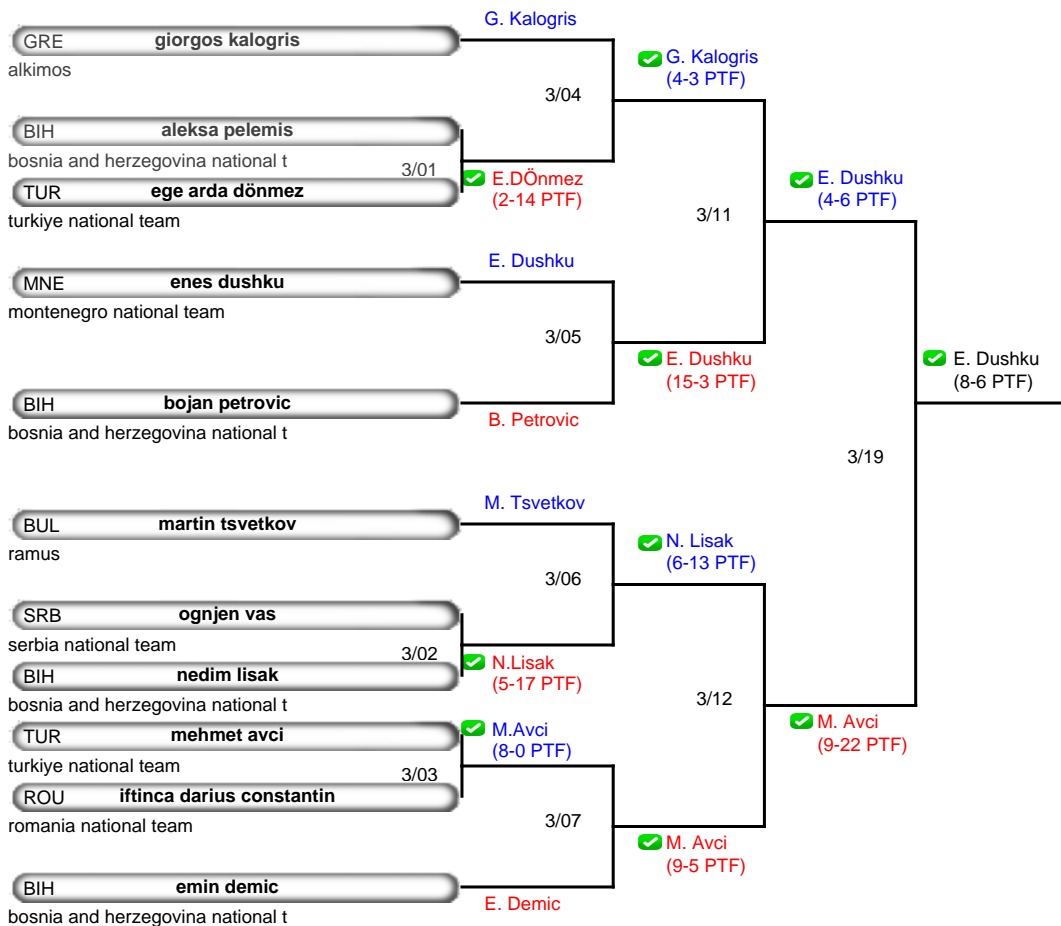 G. Kalogris
GRE giorgos kalogris
alkimos
G. Kalogris
(4-3 PTF)
3/04
BIH aleksa pelemis
bosnia and herzegovina national t
3/01
E.DÖnmez
(2-14 PTF)
TUR ege arda dönmez
turkiye national team
E. Dushku
(4-6 PTF)
3/11
E. Dushku
MNE enes dushku
montenegro national team
3/05
E. Dushku
(15-3 PTF)
E. Dushku
(8-6 PTF)
BIH bojan petrovic
bosnia and herzegovina national t
B. Petrovic
3/19
M. Tsvetkov
BUL martin tsvetkov
ramus
N. Lisak
(6-13 PTF)
3/06
SRB ognjen vas
serbia national team
3/02
N.Lisak
(5-17 PTF)
BIH nedim lisak
bosnia and herzegovina national t
3/12
M. Avci
(9-22 PTF)
M.Avci
(8-0 PTF)
TUR mehmet avci
turkiye national team
3/03
ROU iftinca darius constantin
romania national team
3/07
M. Avci
(9-5 PTF)
BIH emin demic
bosnia and herzegovina national t
E. Demic